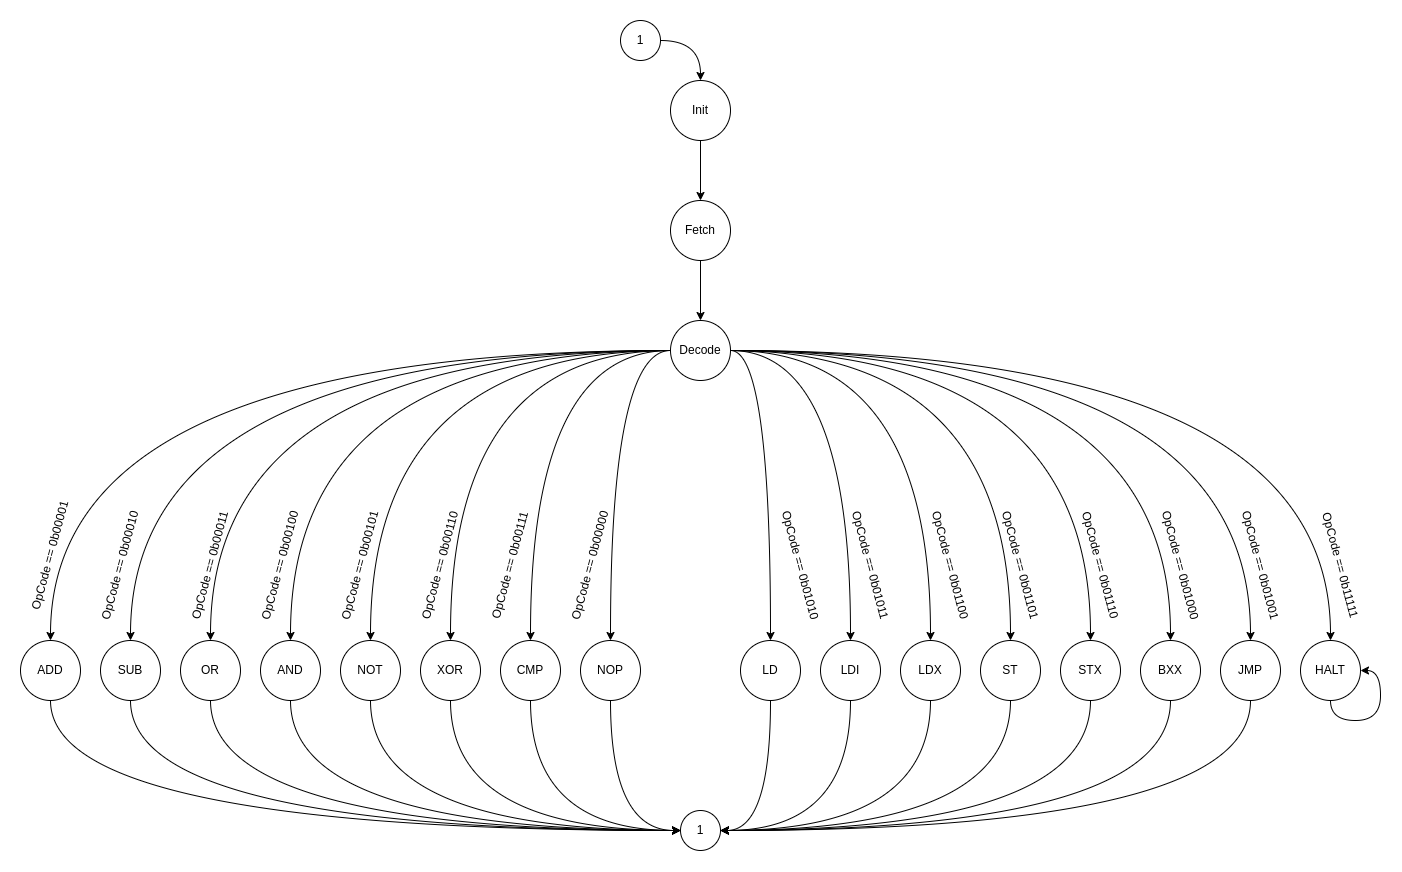 1
Init
Fetch
Decode
OpCode == 0b00001
OpCode == 0b00010
OpCode == 0b00011
OpCode == 0b00100
OpCode == 0b00101
OpCode == 0b00110
OpCode == 0b00111
OpCode == 0b00000
OpCode == 0b01010
OpCode == 0b01011
OpCode == 0b01100
OpCode == 0b01101
OpCode == 0b01110
OpCode == 0b01000
OpCode == 0b01001
OpCode == 0b11111
ADD
SUB
OR
AND
NOT
XOR
CMP
NOP
LD
LDI
LDX
ST
STX
BXX
JMP
HALT
1